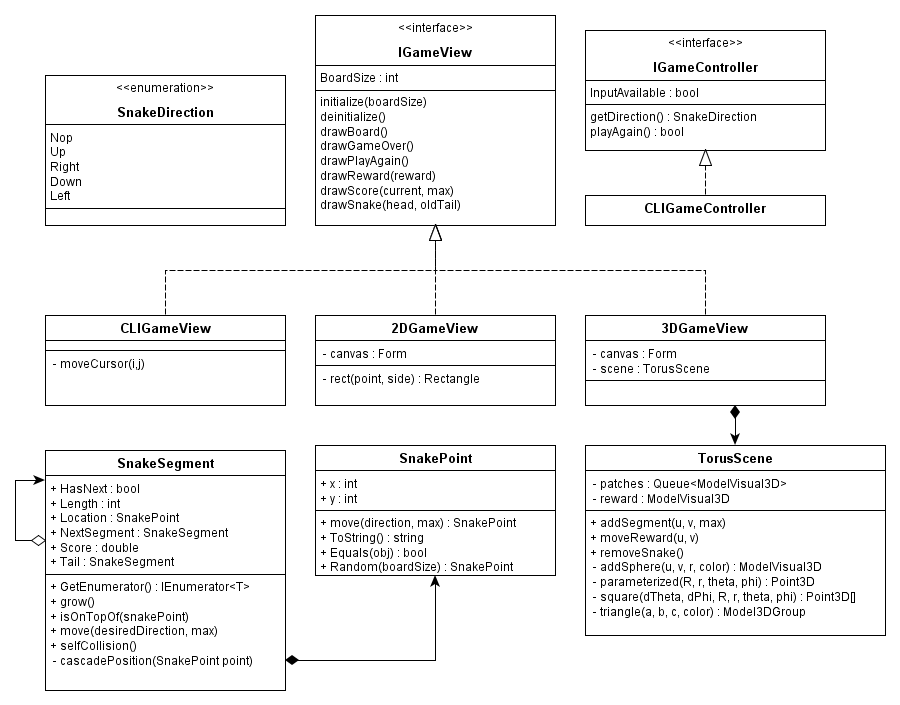 <<enumeration>>
SnakeDirection
Nop
Up
Right
Down
Left
<<interface>>
IGameView
BoardSize : int
initialize(boardSize)
deinitialize()
drawBoard()
drawGameOver()
drawPlayAgain()
drawReward(reward)
drawScore(current, max)
drawSnake(head, oldTail)
<<interface>>
IGameController
InputAvailable : bool
getDirection() : SnakeDirection
playAgain() : bool
CLIGameController
CLIGameView
- moveCursor(i,j)
2DGameView
- canvas : Form
- rect(point, side) : Rectangle
3DGameView
- canvas : Form
- scene : TorusScene
SnakeSegment
+ HasNext : bool
+ Length : int
+ Location : SnakePoint
+ NextSegment : SnakeSegment
+ Score : double
+ Tail : SnakeSegment
+ GetEnumerator() : IEnumerator<T>
+ grow()
+ isOnTopOf(snakePoint)
+ move(desiredDirection, max)
+ selfCollision()
- cascadePosition(SnakePoint point)
SnakePoint
+ x : int
+ y : int
+ move(direction, max) : SnakePoint
+ ToString() : string
+ Equals(obj) : bool
+ Random(boardSize) : SnakePoint
TorusScene
- patches : Queue<ModelVisual3D>
- reward : ModelVisual3D
+ addSegment(u, v, max)
+ moveReward(u, v)
+ removeSnake()
- addSphere(u, v, r, color) : ModelVisual3D
- parameterized(R, r, theta, phi) : Point3D
- square(dTheta, dPhi, R, r, theta, phi) : Point3D[]
- triangle(a, b, c, color) : Model3DGroup